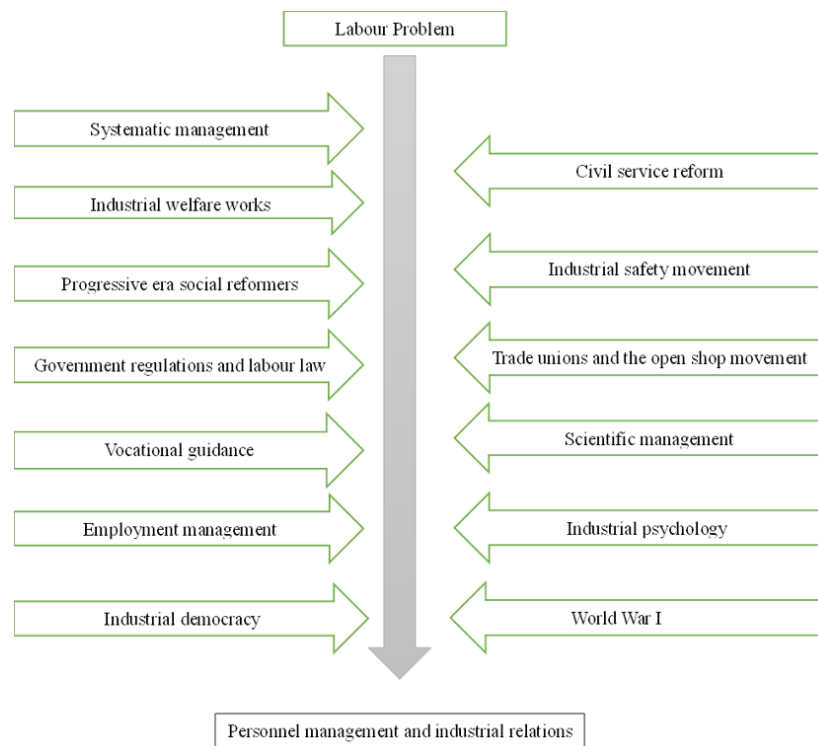 Labour Problem
Systematic management
Civil service reform
Industrial welfare works
Industrial safety movement
Progressive era social reformers
Trade unions and the open shop movement
Government regulations and labour law
Scientific management
Vocational guidance
Industrial psychology
Employment management
World War I
Industrial democracy
Personnel management and industrial relations